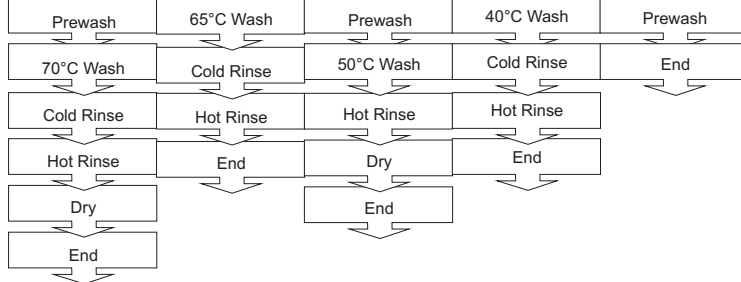 Prewash
65°C Wash
Prewash
40°C Wash
Prewash
70°C Wash
Cold Rinse
50°C Wash
Cold Rinse
End
Cold Rinse
Hot Rinse
Hot Rinse
Hot Rinse
Hot Rinse
End
Dry
End
Dry
End
End